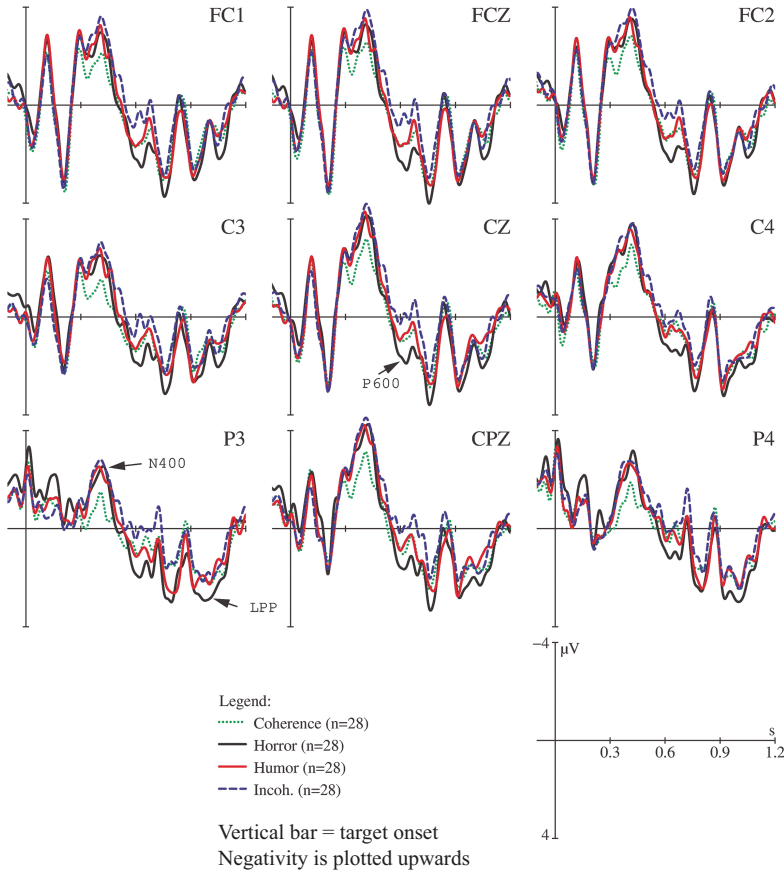 FC1
FCZ
FC2
C3
CZ
C4
P600
P3
N400
CPZ
P4
LPP
−4
µV
s
0.3 0.6 0.9 1.2
4
Legend:
Coherence (n=28)
Horror (n=28)
Humor (n=28)
Incoh. (n=28)
Vertical bar = target onset
Negativity is plotted upwards